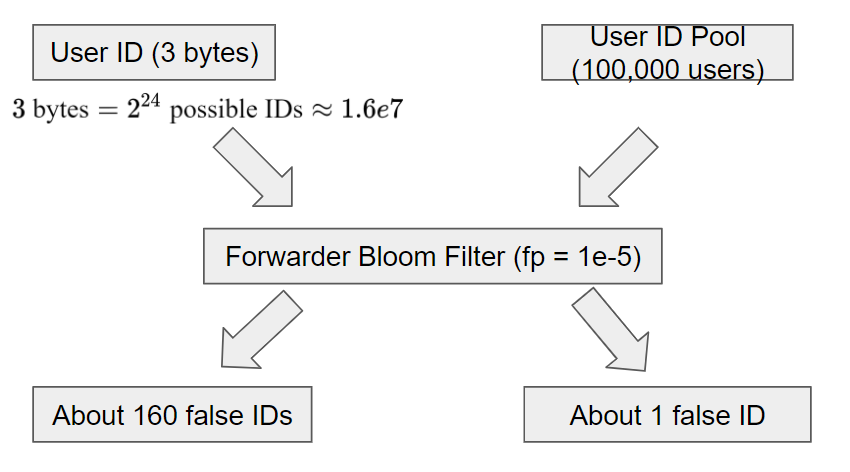 User ID (3 bytes)
User ID Pool
(100,000 users)
3 bytes = 2^24 possible IDs ≈ 1.6e7
Forwarder Bloom Filter (fp = 1e-5)
About 160 false IDs
About 1 false ID